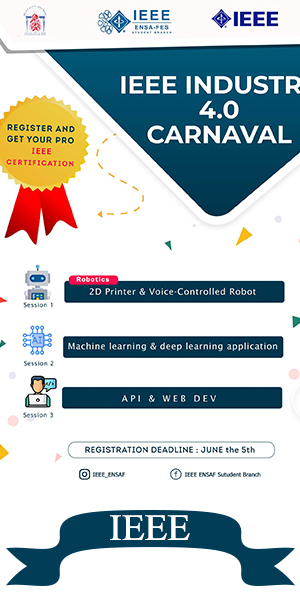 IEEE
ENSA-FES
STUDENT BRANCH
IEEE
IEEE INDUSTR
4.0
CARNAVAL
REGISTER AND
GET YOUR PRO
IEEE
CERTIFICATION
Robotics
2D Printer & Voice-Controlled Robot
Session 1
Machine learning & deep learning application
AI
Session 2
API & WEB DEV
Session 3
REGISTRATION DEADLINE : JUNE the 5th
IEEE_ENSAF
IEEE ENSAF Sutudent Branch
IEEE